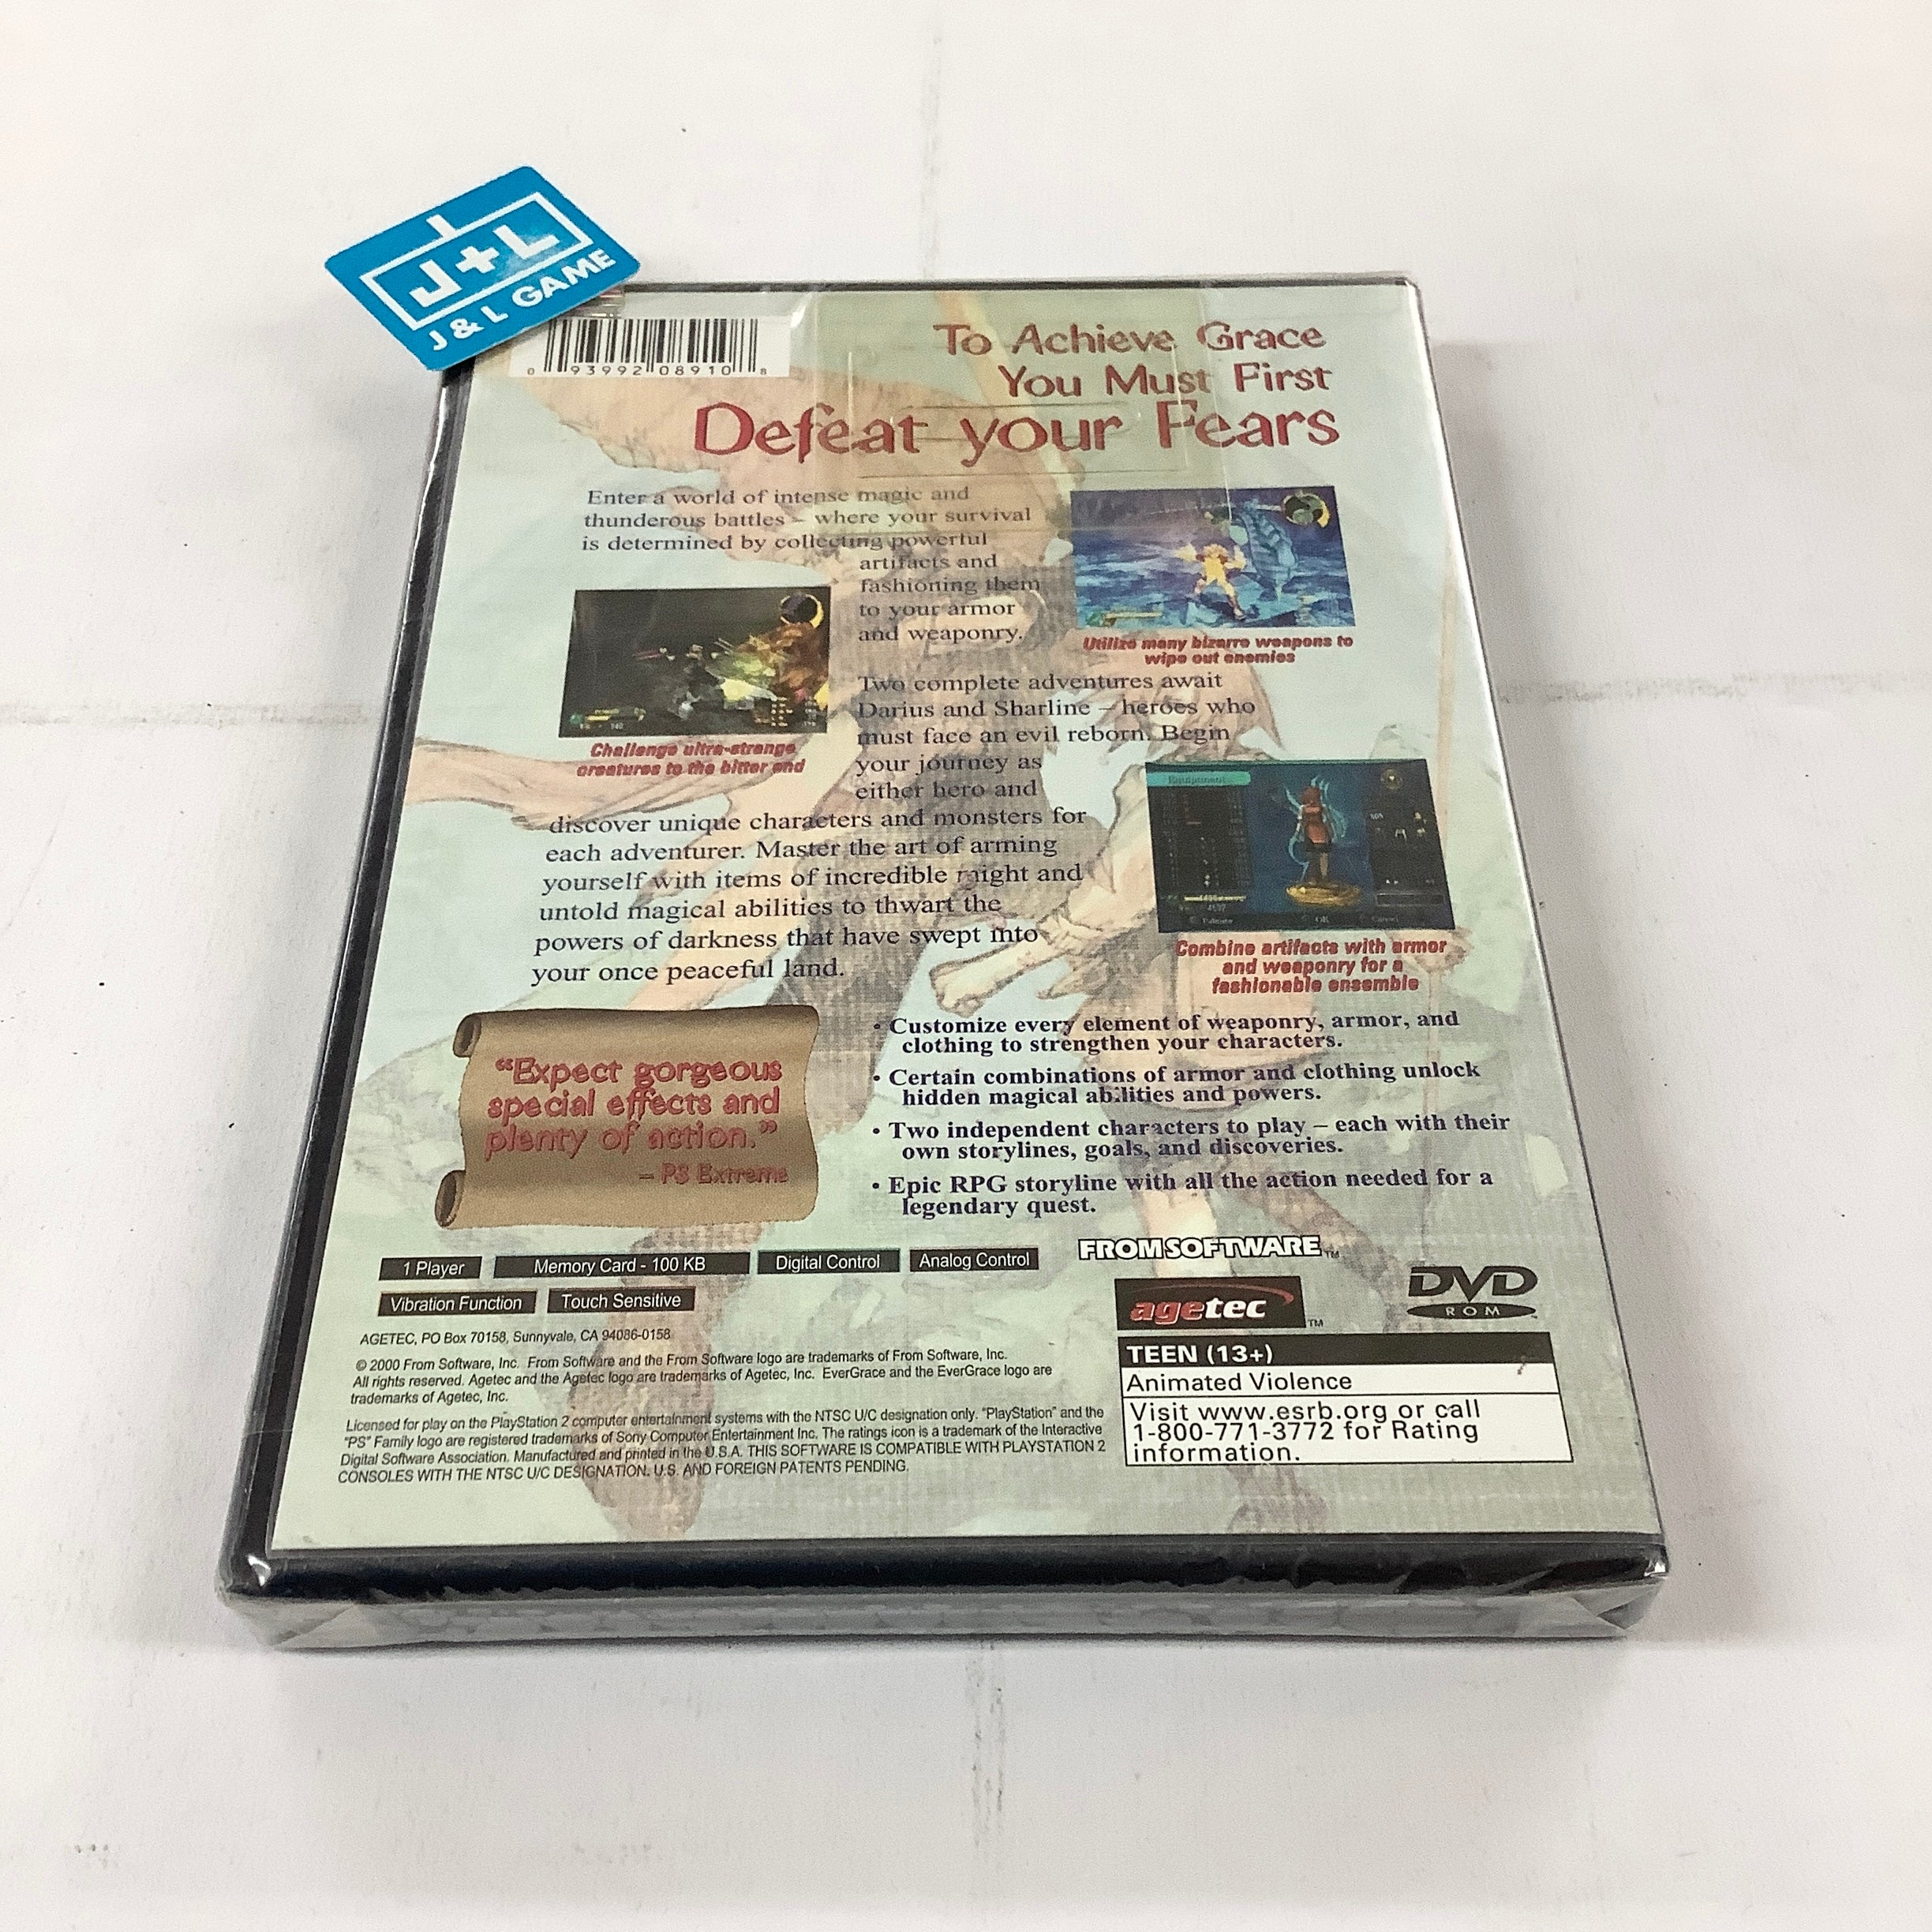 J+L
J & L GAME
0 93992 08910 8
To Achieve Grace
You Must First
Defeat your Fears
Enter a world of intense magic and
thunderous battles – where your survival
is determined by collecting powerful
artifacts and
fashioning them
to your armor
and weaponry.
Utilize many bizarre weapons to
wipe out enemies
Challenge ultra-strange
creatures to the bitter end
Two complete adventures await
Darius and Sharline – heroes who
must face an evil reborn. Begin
your journey as
either hero and
discover unique characters and monsters for
each adventurer. Master the art of arming
yourself with items of incredible might and
untold magical abilities to thwart the
powers of darkness that have swept into
your once peaceful land.
Equipment
OK
Cancel
Combine artifacts with armor
and weaponry for a
fashionable ensemble
“Expect gorgeous
special effects and
plenty of action.”
– PS Extreme
• Customize every element of weaponry, armor, and
clothing to strengthen your characters.
• Certain combinations of armor and clothing unlock
hidden magical abilities and powers.
• Two independent characters to play – each with their
own storylines, goals, and discoveries.
• Epic RPG storyline with all the action needed for a
legendary quest.
1 Player
Memory Card - 100 KB
Digital Control
Analog Control
Vibration Function
Touch Sensitive
FROMSOFTWARE™
agetec™
DVD
ROM
AGETEC, PO Box 70158, Sunnyvale, CA 94086-0158
© 2000 From Software, Inc. From Software and the From Software logo are trademarks of From Software, Inc.
All rights reserved. Agetec and the Agetec logo are trademarks of Agetec, Inc. EverGrace and the EverGrace logo are
trademarks of Agetec, Inc.
Licensed for play on the PlayStation 2 computer entertainment systems with the NTSC U/C designation only. "PlayStation" and the
"PS" Family logo are registered trademarks of Sony Computer Entertainment Inc. The ratings icon is a trademark of the Interactive
Digital Software Association. Manufactured and printed in the U.S.A. THIS SOFTWARE IS COMPATIBLE WITH PLAYSTATION 2
CONSOLES WITH THE NTSC U/C DESIGNATION. U.S. AND FOREIGN PATENTS PENDING.
TEEN (13+)
Animated Violence
Visit www.esrb.org or call
1-800-771-3772 for Rating
information.